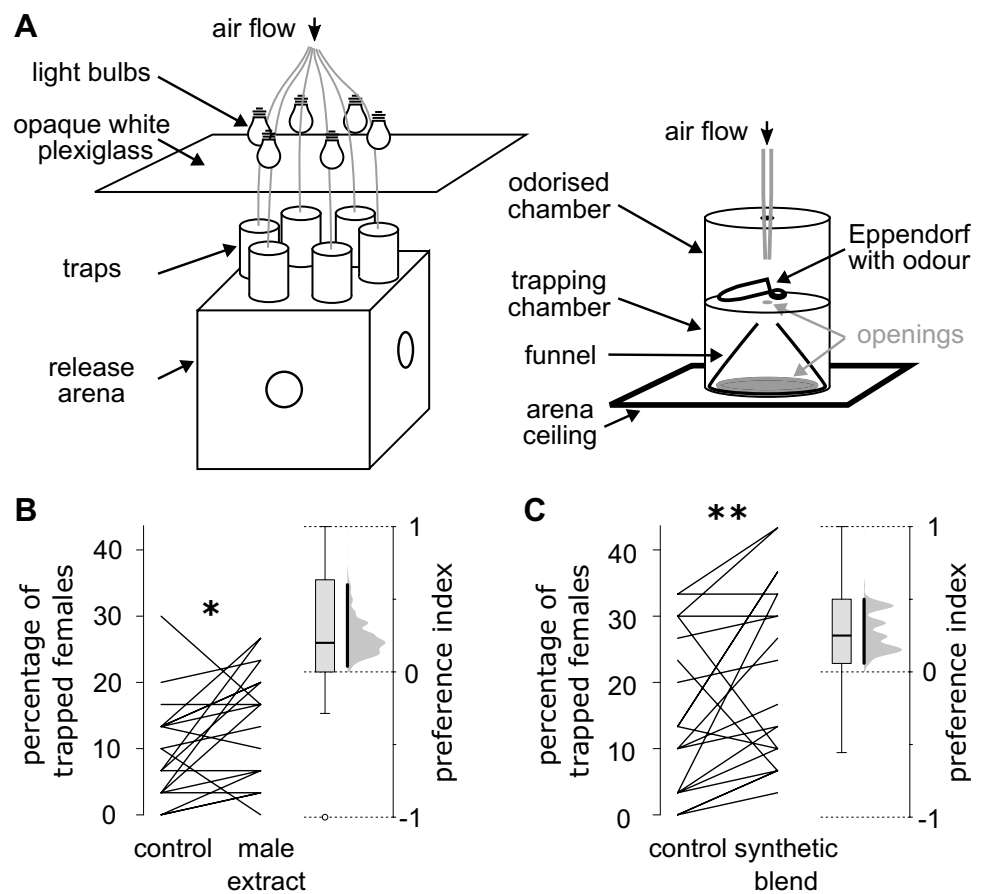 A
air flow
light bulbs
opaque white
plexiglass
traps
release
arena
air flow
odorised
chamber
Eppendorf
with odour
trapping
chamber
openings
funnel
arena
ceiling
B
percentage of
trapped females
40
30
20
10
0
*
control
male
extract
1
0
-1
preference index
C
percentage of
trapped females
40
30
20
10
0
**
control
synthetic
blend
1
0
-1
preference index